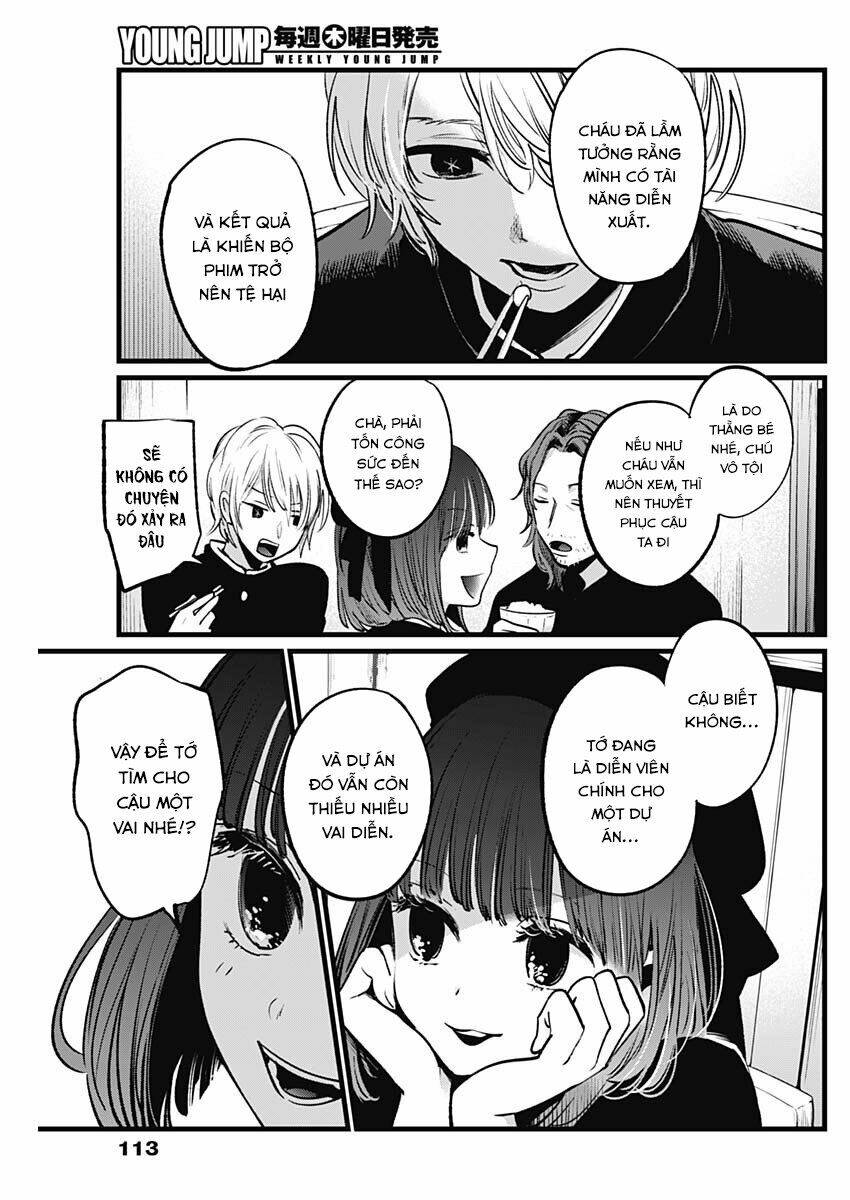 YOUNG JUMP 毎週木曜日発売
WEEKLY YOUNG JUMP
CHÁU ĐÃ LẦM
TƯỞNG RẰNG
MÌNH CÓ TÀI
NĂNG DIỄN
XUẤT.
VÀ KẾT QUẢ
LÀ KHIẾN BỘ
PHIM TRỞ
NÊN TỆ HẠI
LÀ DO
THẰNG BÉ
NHÉ, CHÚ
VÔ TỘI
NẾU NHƯ
CHÁU VẪN
MUỐN XEM, THÌ
NÊN THUYẾT
PHỤC CẬU
TA ĐI
CHÀ, PHẢI
TỐN CÔNG
SỨC ĐẾN
THẾ SAO?
SẼ
KHÔNG CÓ
CHUYỆN
ĐÓ XẢY RA
ĐÂU
CẬU BIẾT
KHÔNG...
TỚ ĐANG
LÀ DIỄN VIÊN
CHÍNH CHO
MỘT DỰ
ÁN...
VÀ DỰ ÁN
ĐÓ VẪN CÒN
THIẾU NHIỀU
VAI DIỄN.
VẬY ĐỂ TỚ
TÌM CHO
CẬU MỘT
VAI NHÉ!?
113